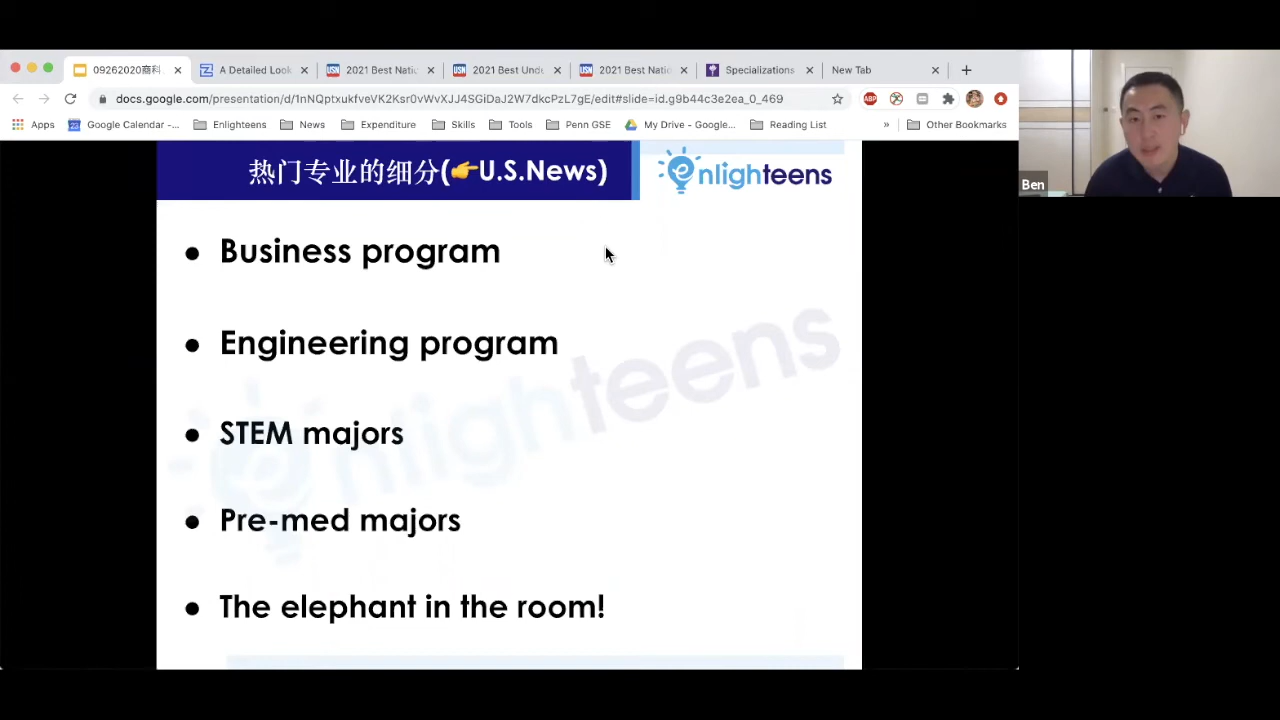 09262020商科
A Detailed Look
2021 Best Natio
2021 Best Unde
2021 Best Natio
Specializations
New Tab
docs.google.com/presentation/d/1nNQptxukfveVK2Ksr0vWvXJJ4SGiDaJ2W7dkcPzL7gE/edit#slide=id.g9b44c3e2ea_0_469
Apps
Google Calendar -...
Enlighteens
News
Expenditure
Skills
Tools
Penn GSE
My Drive - Google...
Reading List
»
Other Bookmarks
热门专业的细分(👉U.S.News)
enlighteens
• Business program
• Engineering program
• STEM majors
• Pre-med majors
• The elephant in the room!
enlighteens
Ben